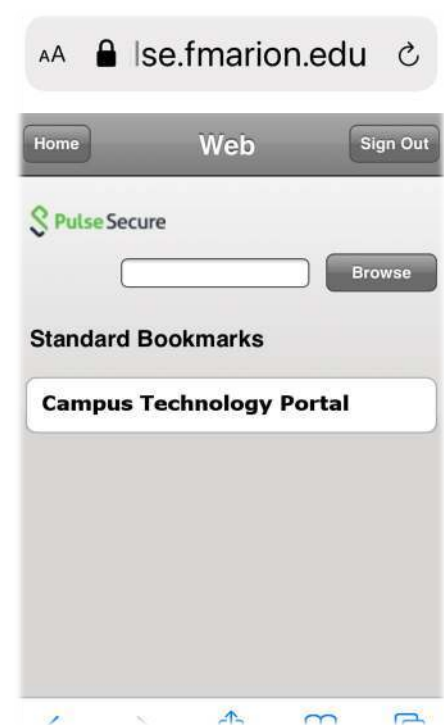 AA lse.fmarion.edu
Home Web Sign Out
Pulse Secure
Browse
Standard Bookmarks
Campus Technology Portal